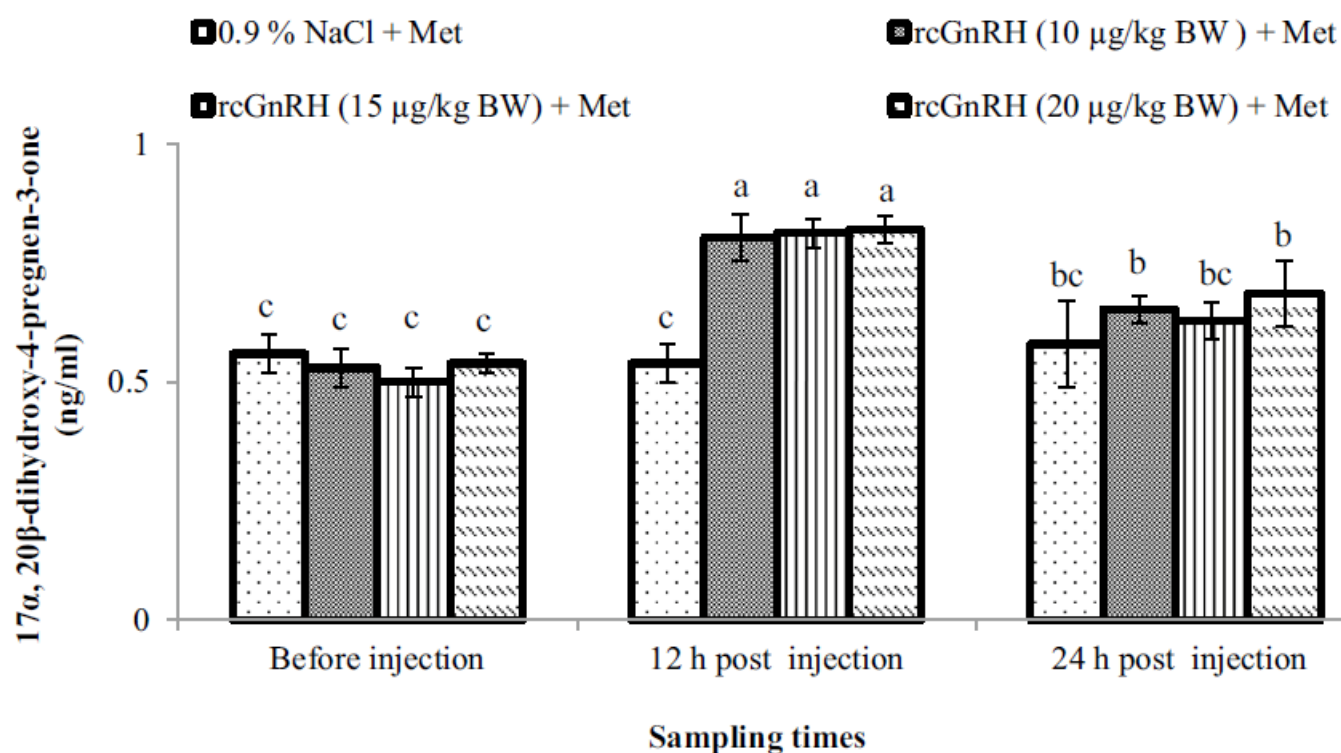 0.9 % NaCl + Met
rcGnRH (10 µg/kg BW ) + Met
rcGnRH (15 µg/kg BW) + Met
rcGnRH (20 µg/kg BW) + Met
17α, 20β-dihydroxy-4-pregnen-3-one
(ng/ml)
1
0.5
0
c
c
c
c
c
a
a
a
bc
b
bc
b
Before injection
12 h post injection
24 h post injection
Sampling times